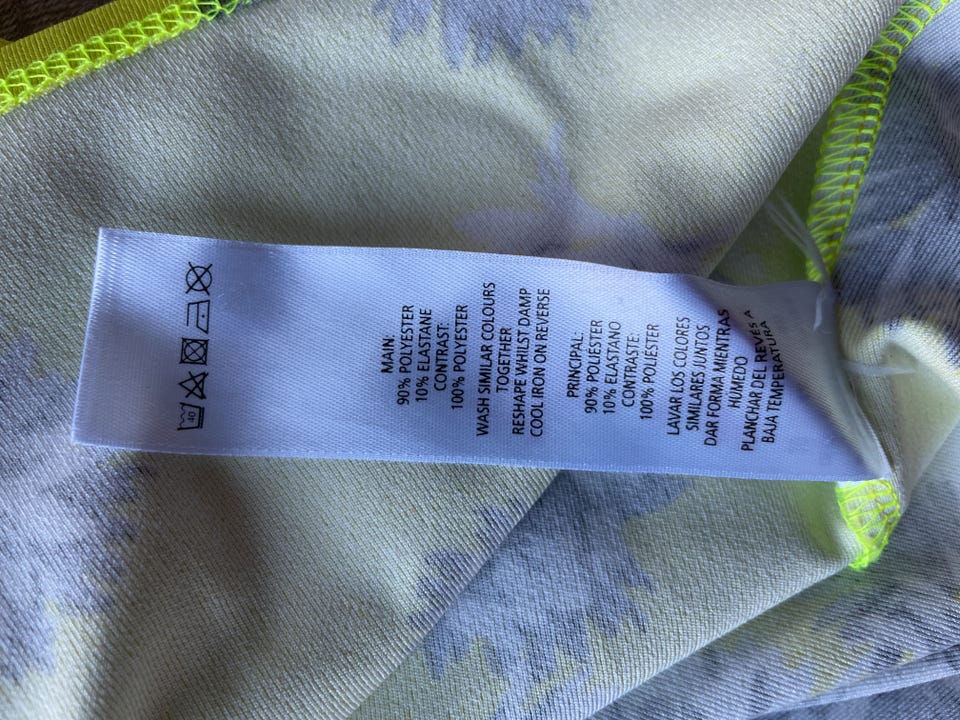 MAIN:
90% POLYESTER
10% ELASTANE
CONTRAST:
100% POLYESTER
WASH SIMILAR COLOURS
TOGETHER
RESHAPE WHILST DAMP
COOL IRON ON REVERSE
PRINCIPAL:
90% POLIÉSTER
10% ELASTANO
CONTRASTE:
100% POLIÉSTER
LAVAR LOS COLORES
SIMILARES JUNTOS
DAR FORMA MIENTRAS
HÚMEDO
PLANCHAR DEL REVÉS A
BAJA TEMPERATURA
40